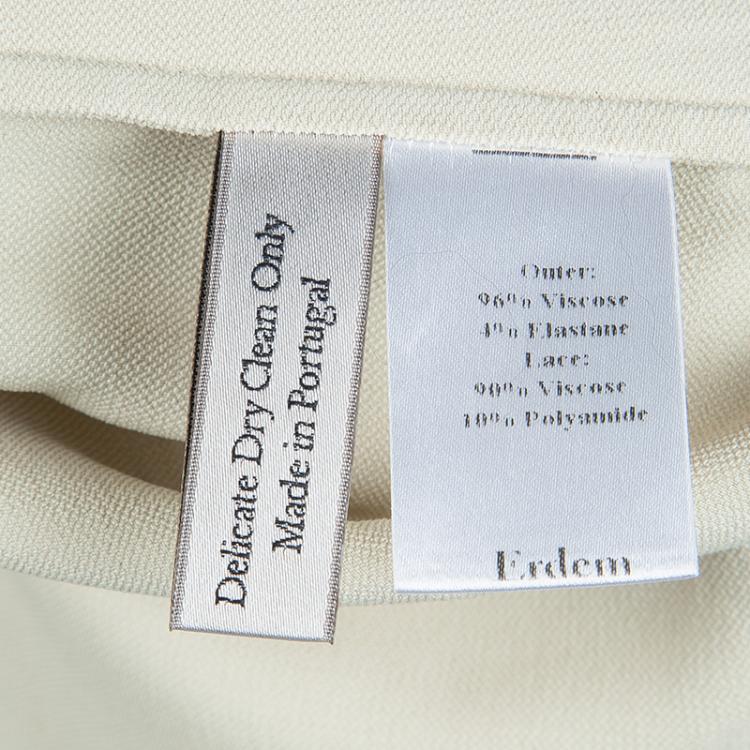 Delicate Dry Clean Only
Made in Portugal
Outer:
96% Viscose
4% Elastane
Lace:
90% Viscose
10% Polyamide
Erdem